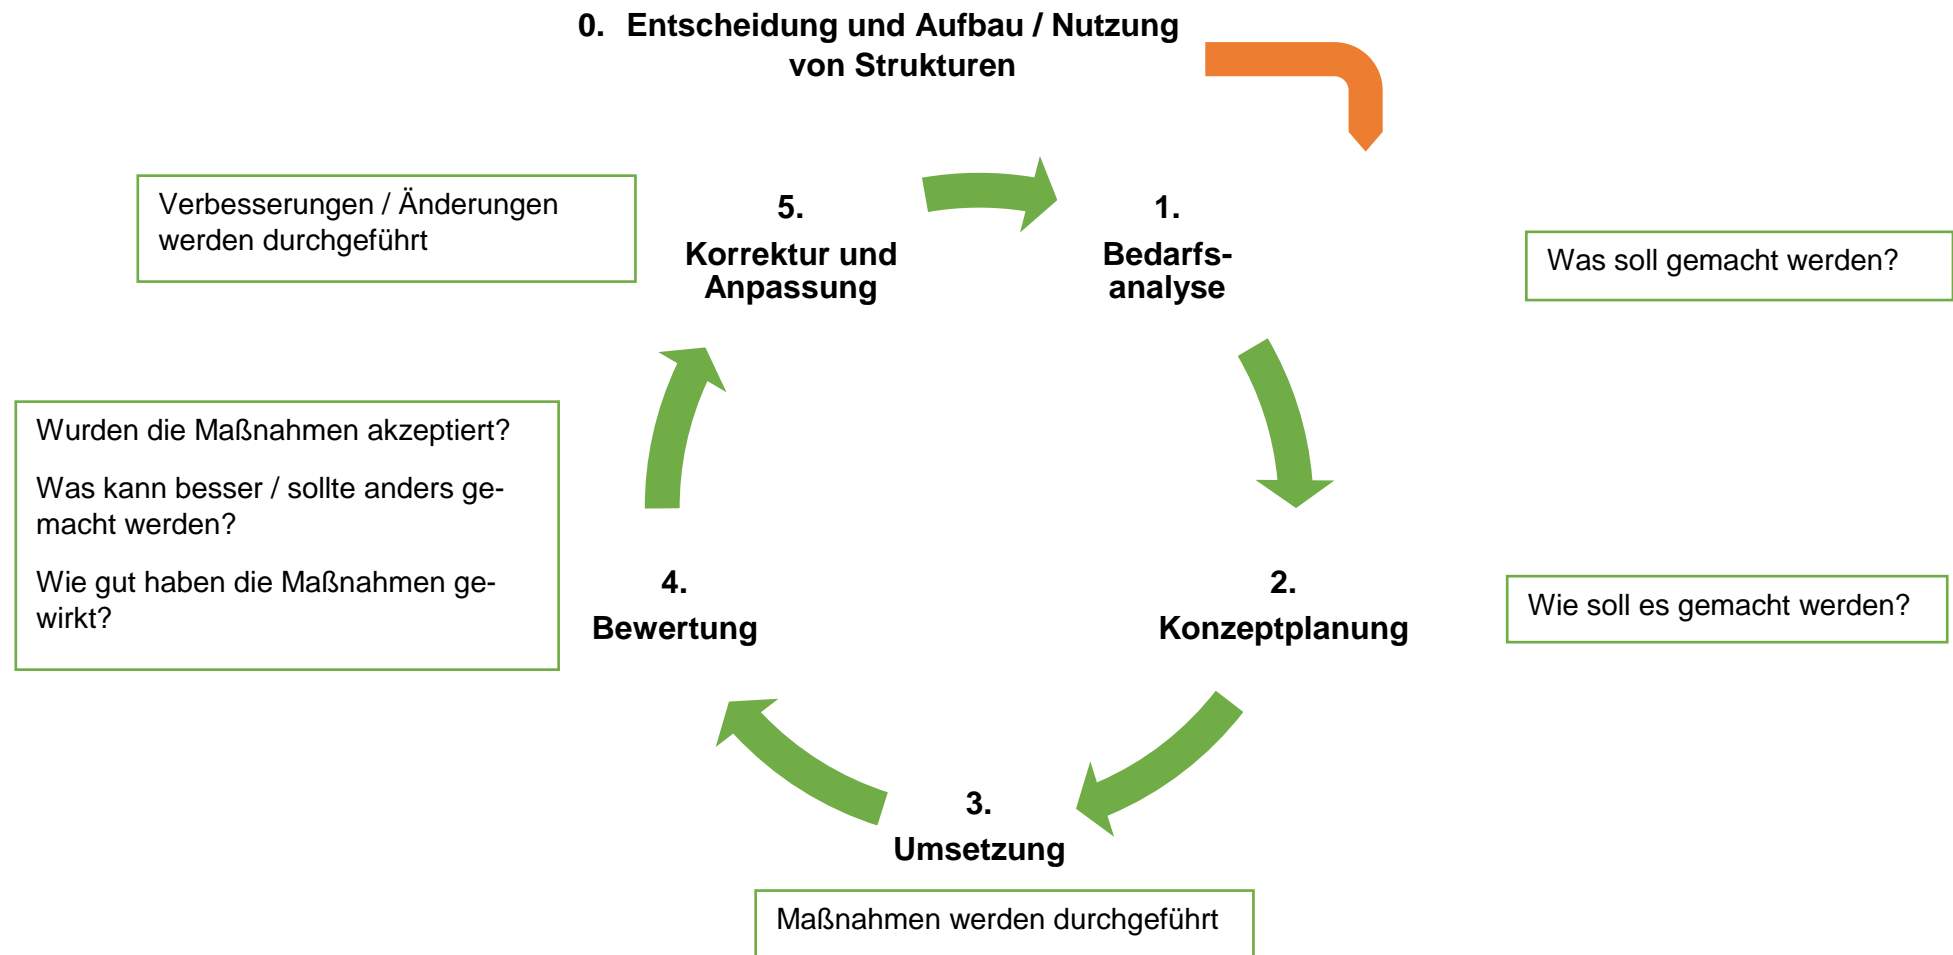 0. Entscheidung und Aufbau / Nutzung
von Strukturen
Verbesserungen / Änderungen
werden durchgeführt
5.
Korrektur und
Anpassung
1.
Bedarfs-
analyse
Was soll gemacht werden?
Wurden die Maßnahmen akzeptiert?
Was kann besser / sollte anders ge-
macht werden?
Wie gut haben die Maßnahmen ge-
wirkt?
4.
Bewertung
2.
Konzeptplanung
Wie soll es gemacht werden?
3.
Umsetzung
Maßnahmen werden durchgeführt